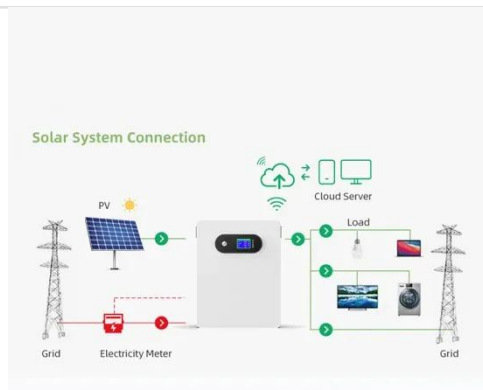 Solar System Connection
Cloud Server
PV
Load
Grid
Electricity Meter
Grid